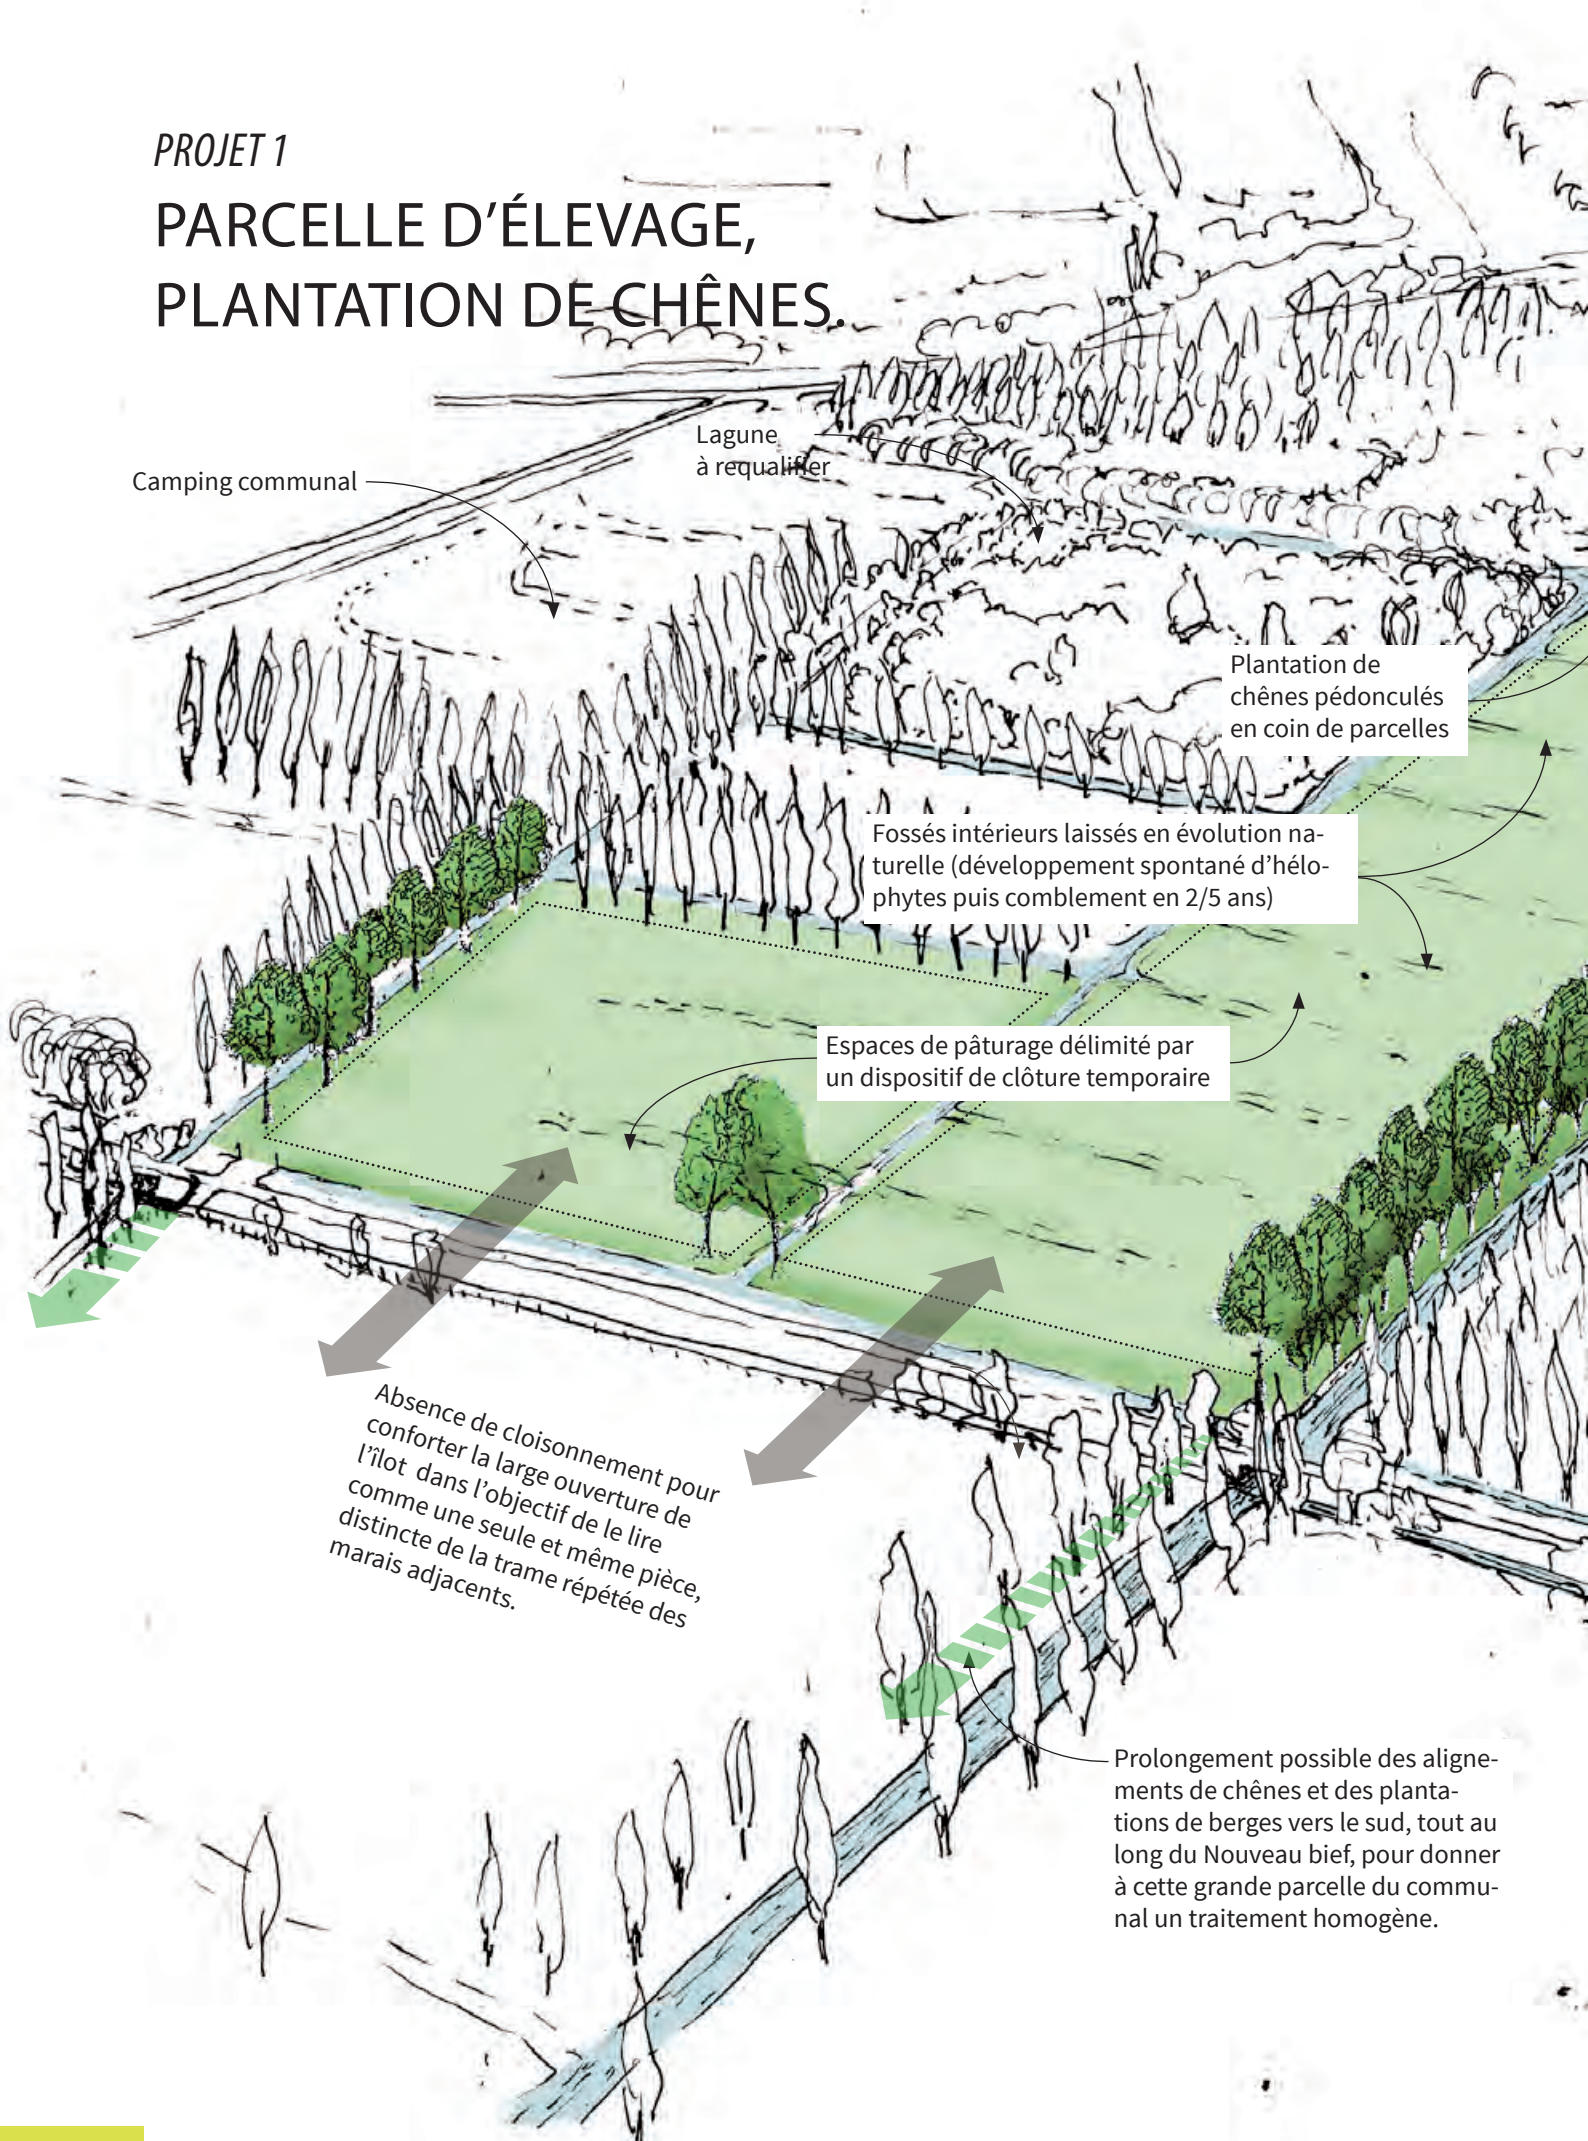 PROJET 1
PARCELLE D'ÉLEVAGE,
PLANTATION DE CHÊNES.
Lagune
à requalifier
Camping communal
Plantation de
chênes pédonculés
en coin de parcelles
Fossés intérieurs laissés en évolution na-
turelle (développement spontané d'hélo-
phytes puis comblement en 2/5 ans)
Espaces de pâturage délimité par
un dispositif de clôture temporaire
Absence de cloisonnement pour
conforter la large ouverture de
l'îlot dans l'objectif de le lire
comme une seule et même pièce,
distincte de la trame répétée des
marais adjacents.
Prolongement possible des aligne-
ments de chênes et des planta-
tions de berges vers le sud, tout au
long du Nouveau bief, pour donner
à cette grande parcelle du commu-
nal un traitement homogène.